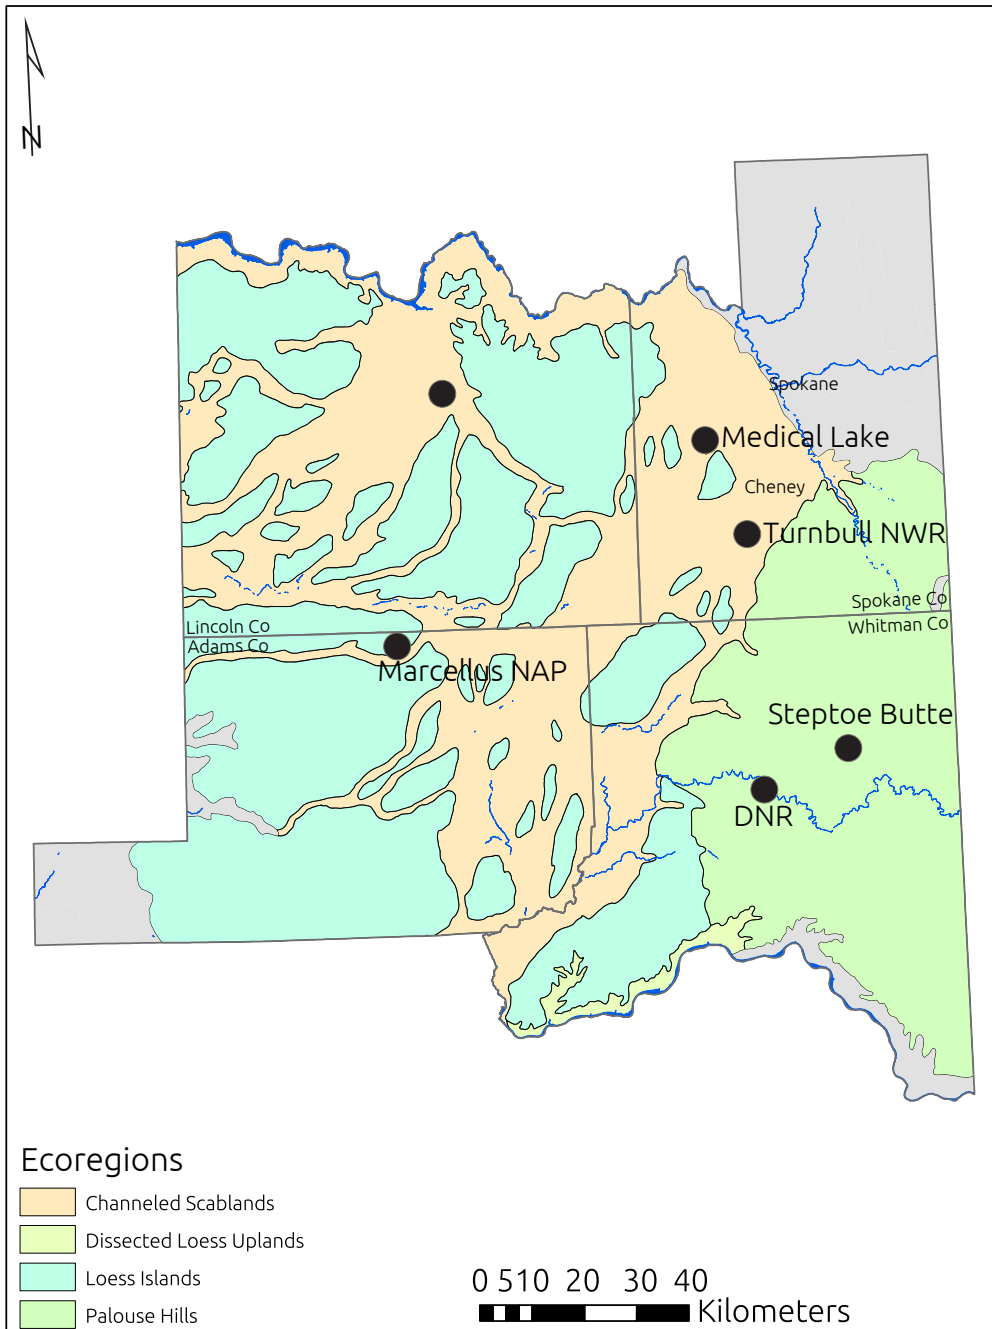 N
Spokane
Medical Lake
Cheney
Turnbull NWR
Spokane Co
Whitman Co
Lincoln Co
Adams Co
Marcellus NAP
Steptoe Butte
DNR
Ecoregions
Channeled Scablands
Dissected Loess Uplands
Loess Islands
Palouse Hills
0 510 20 30 40
Kilometers